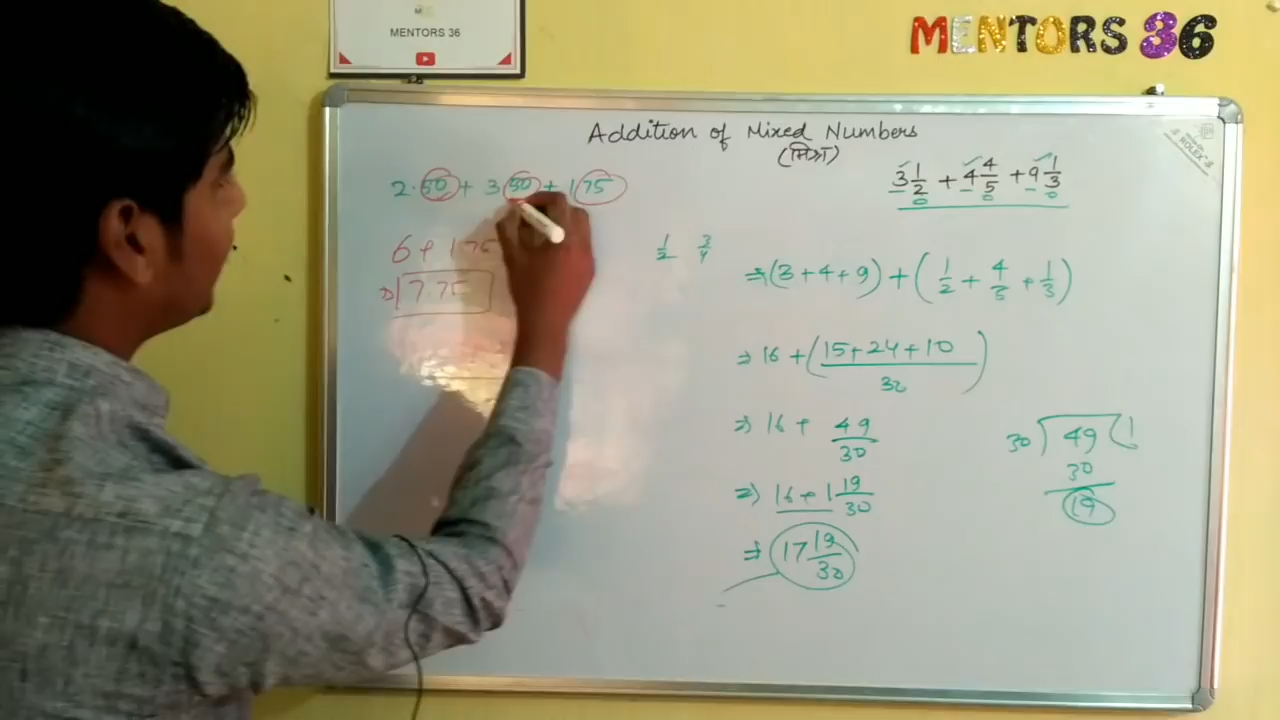 MENTORS 36
MENTORS 36
Addition of Mixed Numbers
(मिश्र)
ROLEX
2.50 + 3 50 + 1 75
3 1/2 + 4 4/5 + 9 1/3
6 + 1.75
1/2 3/4
⇒ (3+4+9) + (1/2 + 4/5 + 1/3)
⇒ 7.75
⇒ 16 + (15+24+10 / 30)
⇒ 16 + 49/30
30) 49 (1
30
19
⇒ 16 + 1 19/30
⇒ 17 19/30